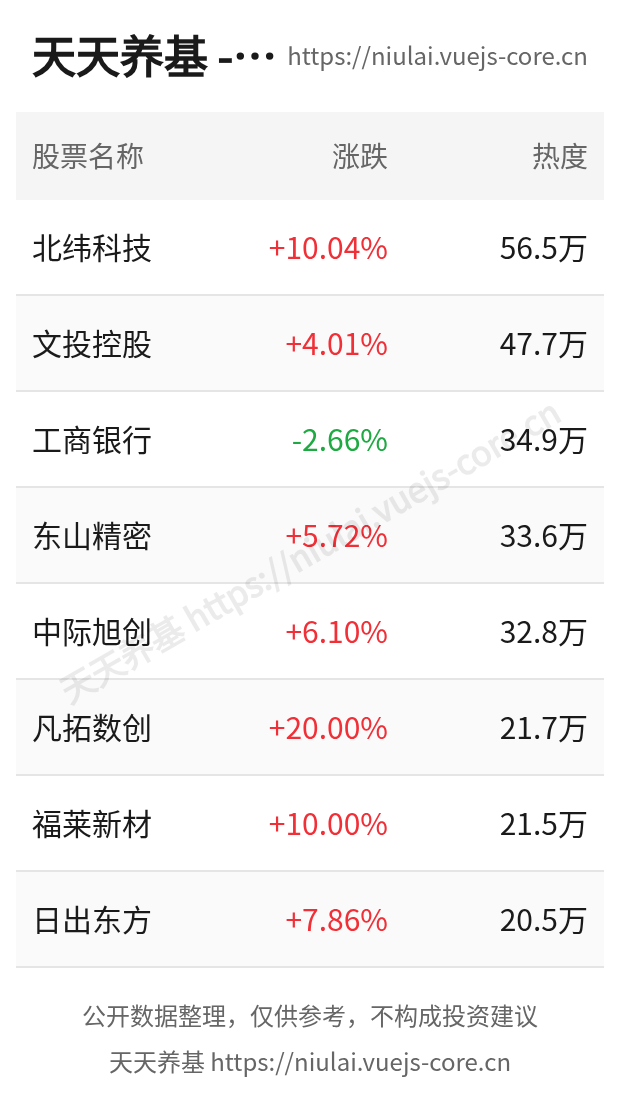 天天养基 -··· https://niulai.vuejs-core.cn
股票名称 涨跌 热度
北纬科技 +10.04% 56.5万
文投控股 +4.01% 47.7万
工商银行 -2.66% 34.9万
东山精密 +5.72% 33.6万
中际旭创 +6.10% 32.8万
凡拓数创 +20.00% 21.7万
福莱新材 +10.00% 21.5万
日出东方 +7.86% 20.5万
天天养基 https://niulai.vuejs-core.cn
公开数据整理，仅供参考，不构成投资建议
天天养基 https://niulai.vuejs-core.cn